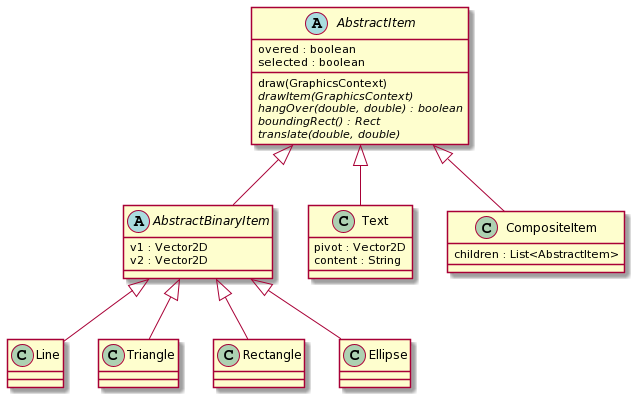 A AbstractItem
overed : boolean
selected : boolean
draw(GraphicsContext)
drawItem(GraphicsContext)
hangOver(double, double) : boolean
boundingRect() : Rect
translate(double, double)
A AbstractBinaryItem
v1 : Vector2D
v2 : Vector2D
C Text
pivot : Vector2D
content : String
C CompositeItem
children : List<AbstractItem>
C Line
C Triangle
C Rectangle
C Ellipse